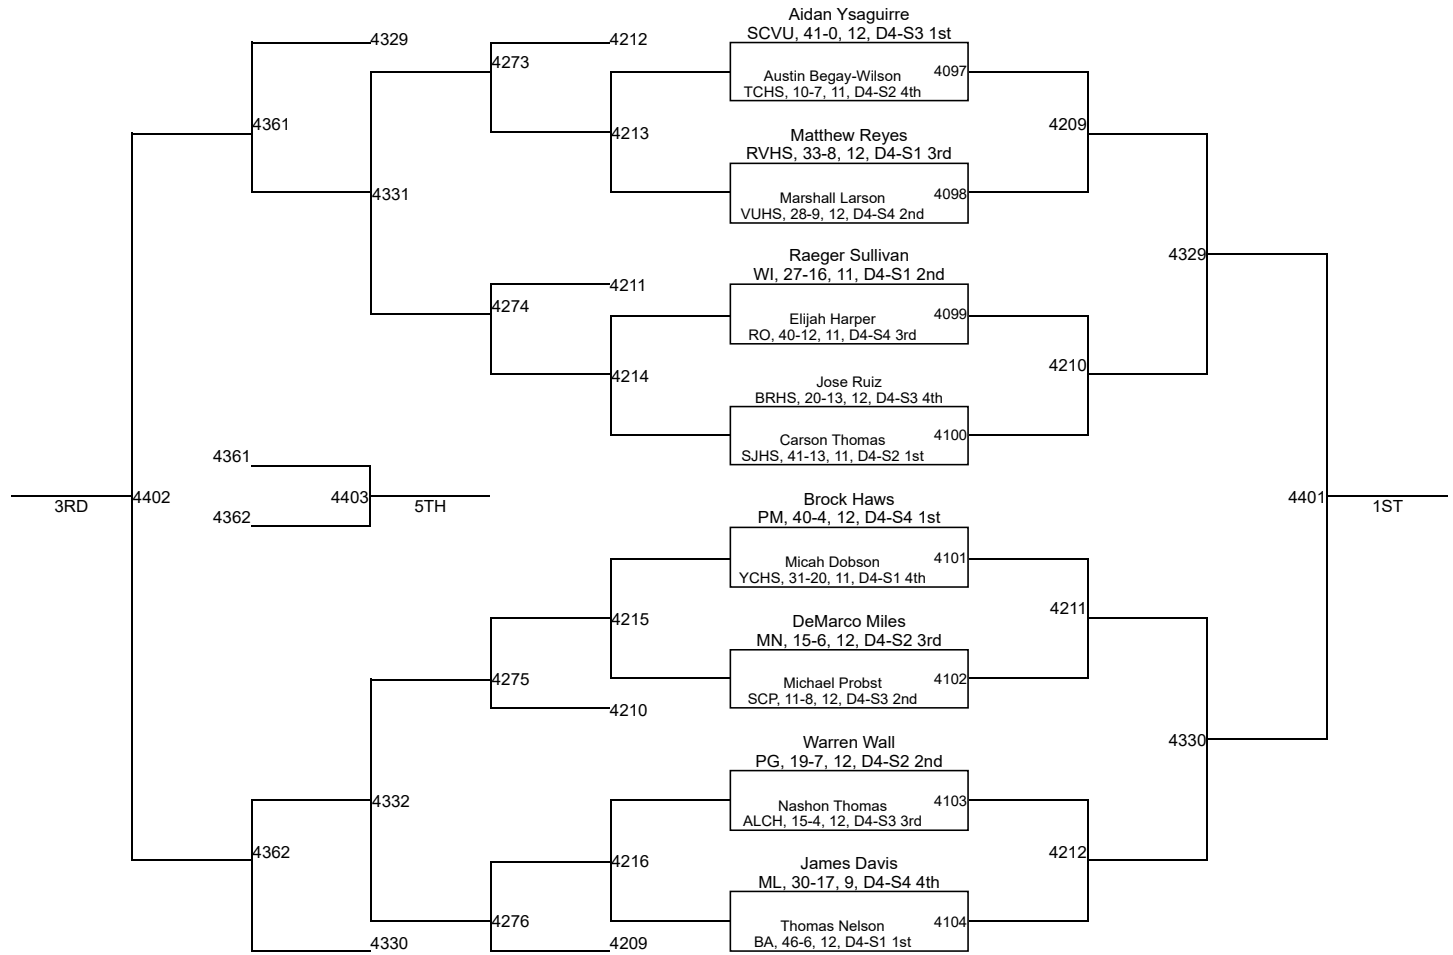 Aidan Ysaguirre
SCVU, 41-0, 12, D4-S3 1st
4329
4212
4273
Austin Begay-Wilson
4097
TCHS, 10-7, 11, D4-S2 4th
4361
4213
Matthew Reyes
4209
RVHS, 33-8, 12, D4-S1 3rd
4331
Marshall Larson
4098
VUHS, 28-9, 12, D4-S4 2nd
Raeger Sullivan
4329
WI, 27-16, 11, D4-S1 2nd
4211
4274
Elijah Harper
4099
RO, 40-12, 11, D4-S4 3rd
4210
4214
Jose Ruiz
BRHS, 20-13, 12, D4-S3 4th
Carson Thomas
4100
SJHS, 41-13, 11, D4-S2 1st
4361
3RD
4402
4403
5TH
Brock Haws
4401
1ST
4362
PM, 40-4, 12, D4-S4 1st
Micah Dobson
4101
YCHS, 31-20, 11, D4-S1 4th
4211
4215
DeMarco Miles
MN, 15-6, 12, D4-S2 3rd
4275
Michael Probst
4102
SCP, 11-8, 12, D4-S3 2nd
4210
Warren Wall
4330
PG, 19-7, 12, D4-S2 2nd
4332
Nashon Thomas
4103
ALCH, 15-4, 12, D4-S3 3rd
4362
4216
James Davis
4212
ML, 30-17, 9, D4-S4 4th
4276
Thomas Nelson
4104
4330
4209
BA, 46-6, 12, D4-S1 1st